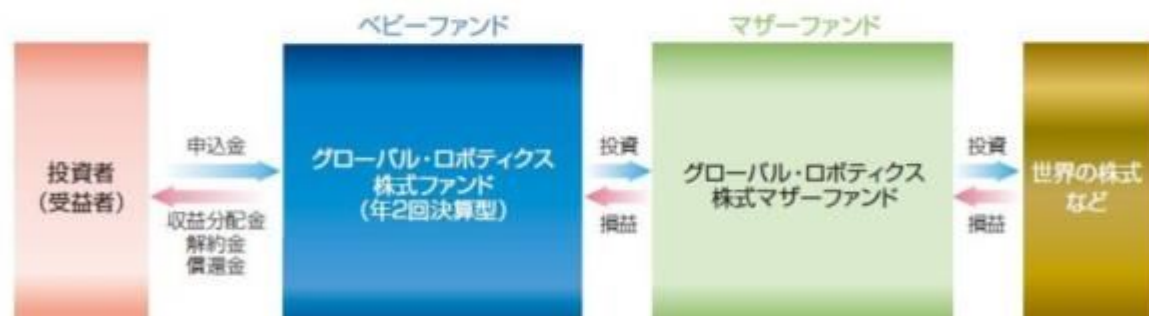 ベビーファンド
マザーファンド
投資者
(受益者)
申込金
収益分配金
解約金
償還金
グローバル・ロボティクス
株式ファンド
(年2回決算型)
投資
損益
グローバル・ロボティクス
株式マザーファンド
投資
損益
世界の株式
など